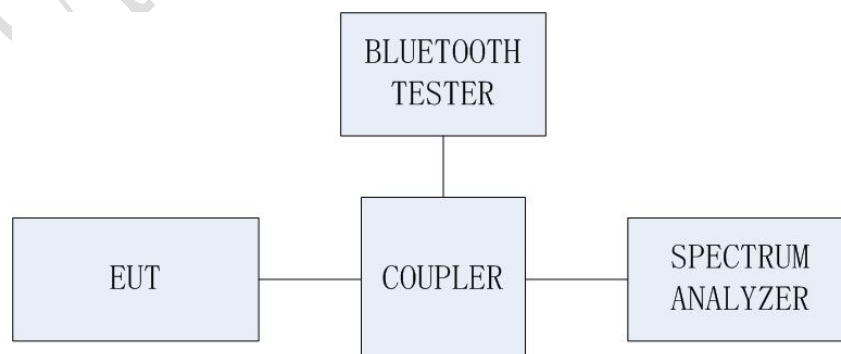 BLUETOOTH
TESTER
EUT
COUPLER
SPECTRUM
ANALYZER